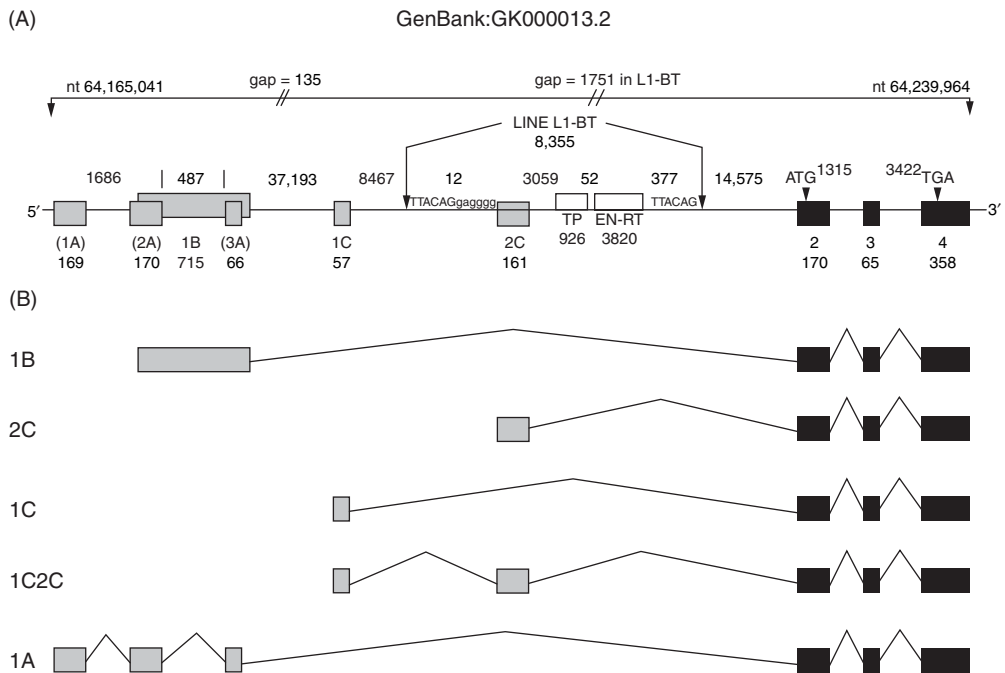 (A)
GenBank:GK000013.2
nt 64,165,041
gap = 135
gap = 1751 in L1-BT
nt 64,239,964
LINE L1-BT
8,355
1686
487
37,193
8467
12
3059
52
377
14,575
ATG 1315
3422 TGA
TTACAGgagggg
TTACAG
5′
3′
(1A)
(2A)
1B
(3A)
1C
2C
TP
EN-RT
2
3
4
169
170
715
66
57
161
926
3820
170
65
358
(B)
1B
2C
1C
1C2C
1A